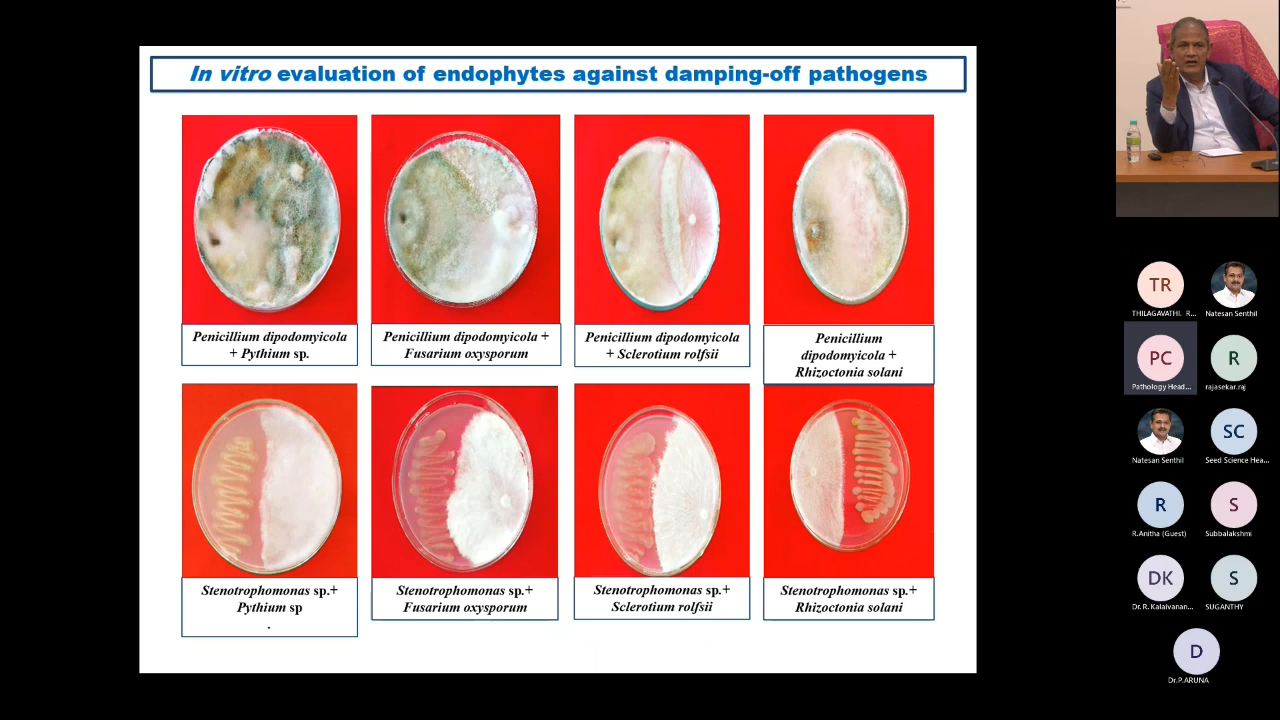 In vitro evaluation of endophytes against damping-off pathogens
Penicillium dipodomyicola
+ Pythium sp.
Penicillium dipodomyicola +
Fusarium oxysporum
Penicillium dipodomyicola
+ Sclerotium rolfsii
Penicillium
dipodomyicola +
Rhizoctonia solani
Stenotrophomonas sp.+
Pythium sp
.
Stenotrophomonas sp.+
Fusarium oxysporum
Stenotrophomonas sp.+
Sclerotium rolfsii
Stenotrophomonas sp.+
Rhizoctonia solani
TR
THILAGAVATHI. R...
Natesan Senthil
PC
Pathology Head...
R
rajasekar.raj
Natesan Senthil
SC
Seed Science Hea...
R
R.Anitha (Guest)
S
Subbalakshmi
DK
Dr. R. Kalaivanan...
S
SUGANTHY
D
Dr.P.ARUNA